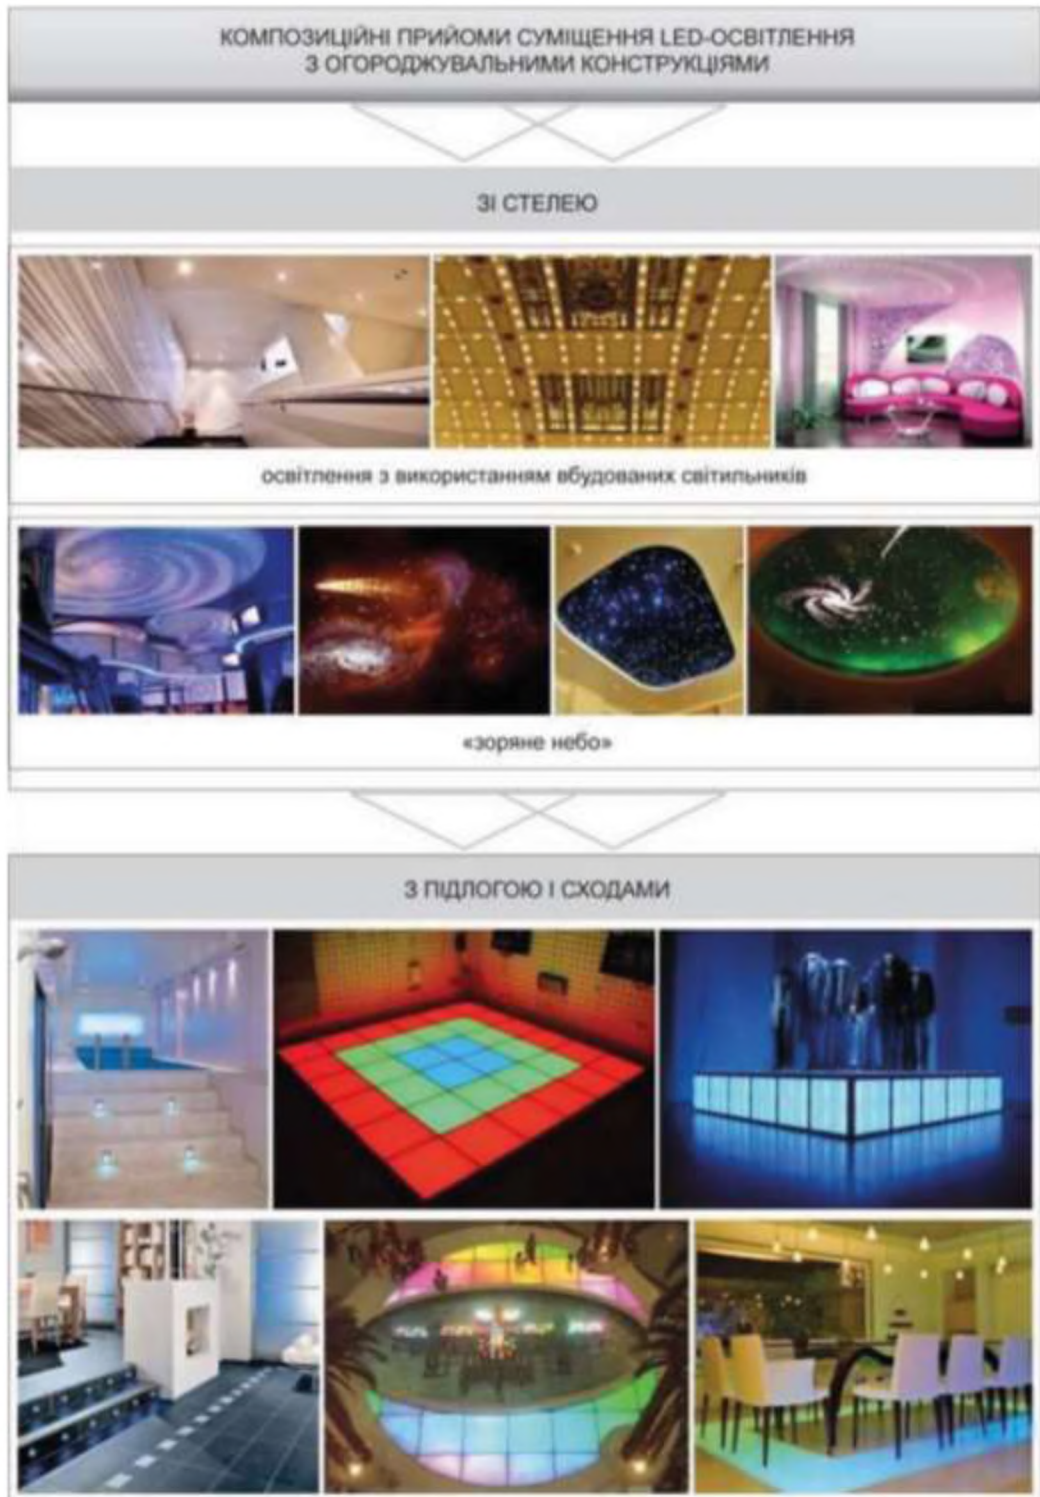 КОМПОЗИЦІЙНІ ПРИЙОМИ СУМІЩЕННЯ LED-ОСВІТЛЕННЯ
З ОГОРОДЖУВАЛЬНИМИ КОНСТРУКЦІЯМИ
ЗІ СТЕЛЕЮ
освітлення з використанням вбудованих світильників
«зоряне небо»
З ПІДЛОГОЮ І СХОДАМИ